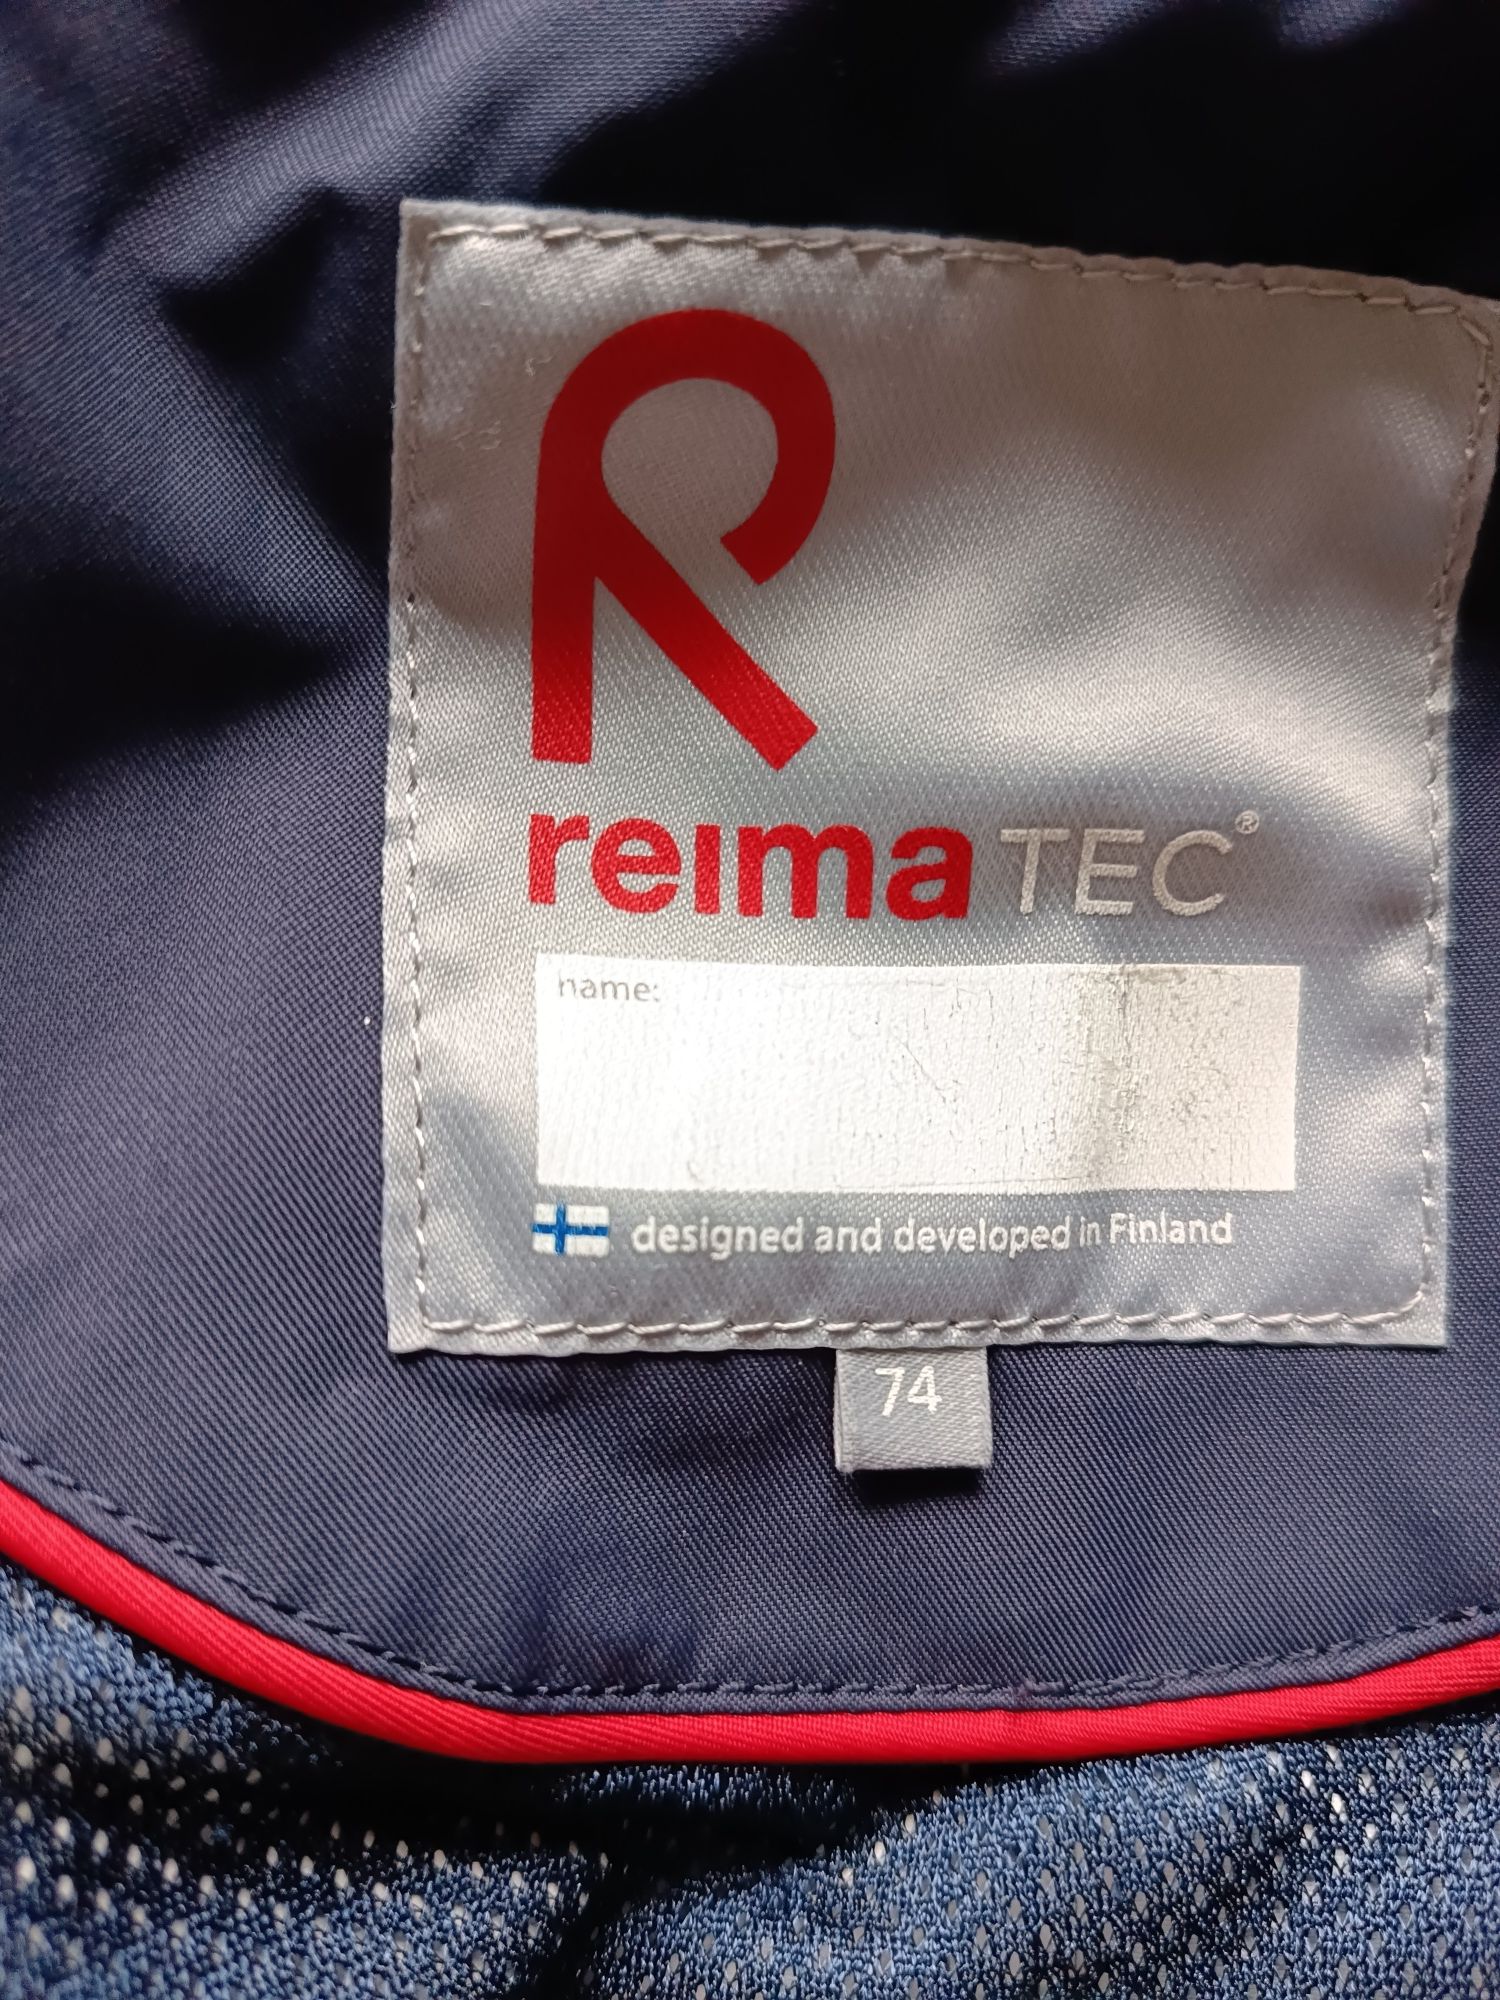 R
reima TEC®
name:
designed and developed in Finland
74